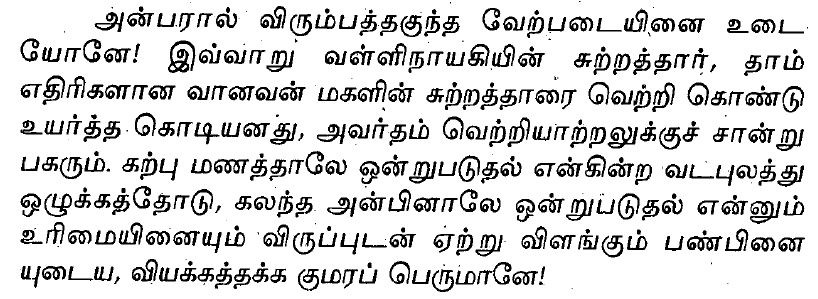 அன்பரால் விரும்பத்தகுந்த வேற்படையினை உடை
யோனே! இவ்வாறு வள்ளிநாயகியின் சுற்றத்தார், தாம்
எதிரிகளான வானவன் மகளின் சுற்றத்தாரை வெற்றி கொண்டு
உயர்த்த கொடியனது, அவர்தம் வெற்றியாற்றலுக்குச் சான்று
பகரும். கற்பு மணத்தாலே ஒன்றுபடுதல் என்கின்ற வடபுலத்து
ஒழுக்கத்தோடு, கலந்த அன்பினாலே ஒன்றுபடுதல் என்னும்
உரிமையினையும் விருப்புடன் ஏற்று விளங்கும் பண்பினை
யுடைய, வியக்கத்தக்க குமரப் பெருமானே!